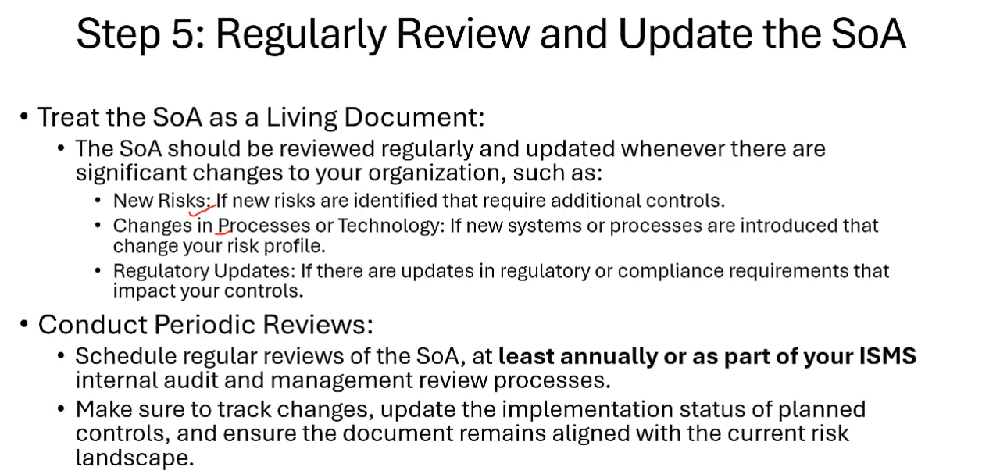 Step 5: Regularly Review and Update the SoA
• Treat the SoA as a Living Document:
• The SoA should be reviewed regularly and updated whenever there are
significant changes to your organization, such as:
• New Risks: If new risks are identified that require additional controls.
• Changes in Processes or Technology: If new systems or processes are introduced that
change your risk profile.
• Regulatory Updates: If there are updates in regulatory or compliance requirements that
impact your controls.
• Conduct Periodic Reviews:
• Schedule regular reviews of the SoA, at least annually or as part of your ISMS
internal audit and management review processes.
• Make sure to track changes, update the implementation status of planned
controls, and ensure the document remains aligned with the current risk
landscape.